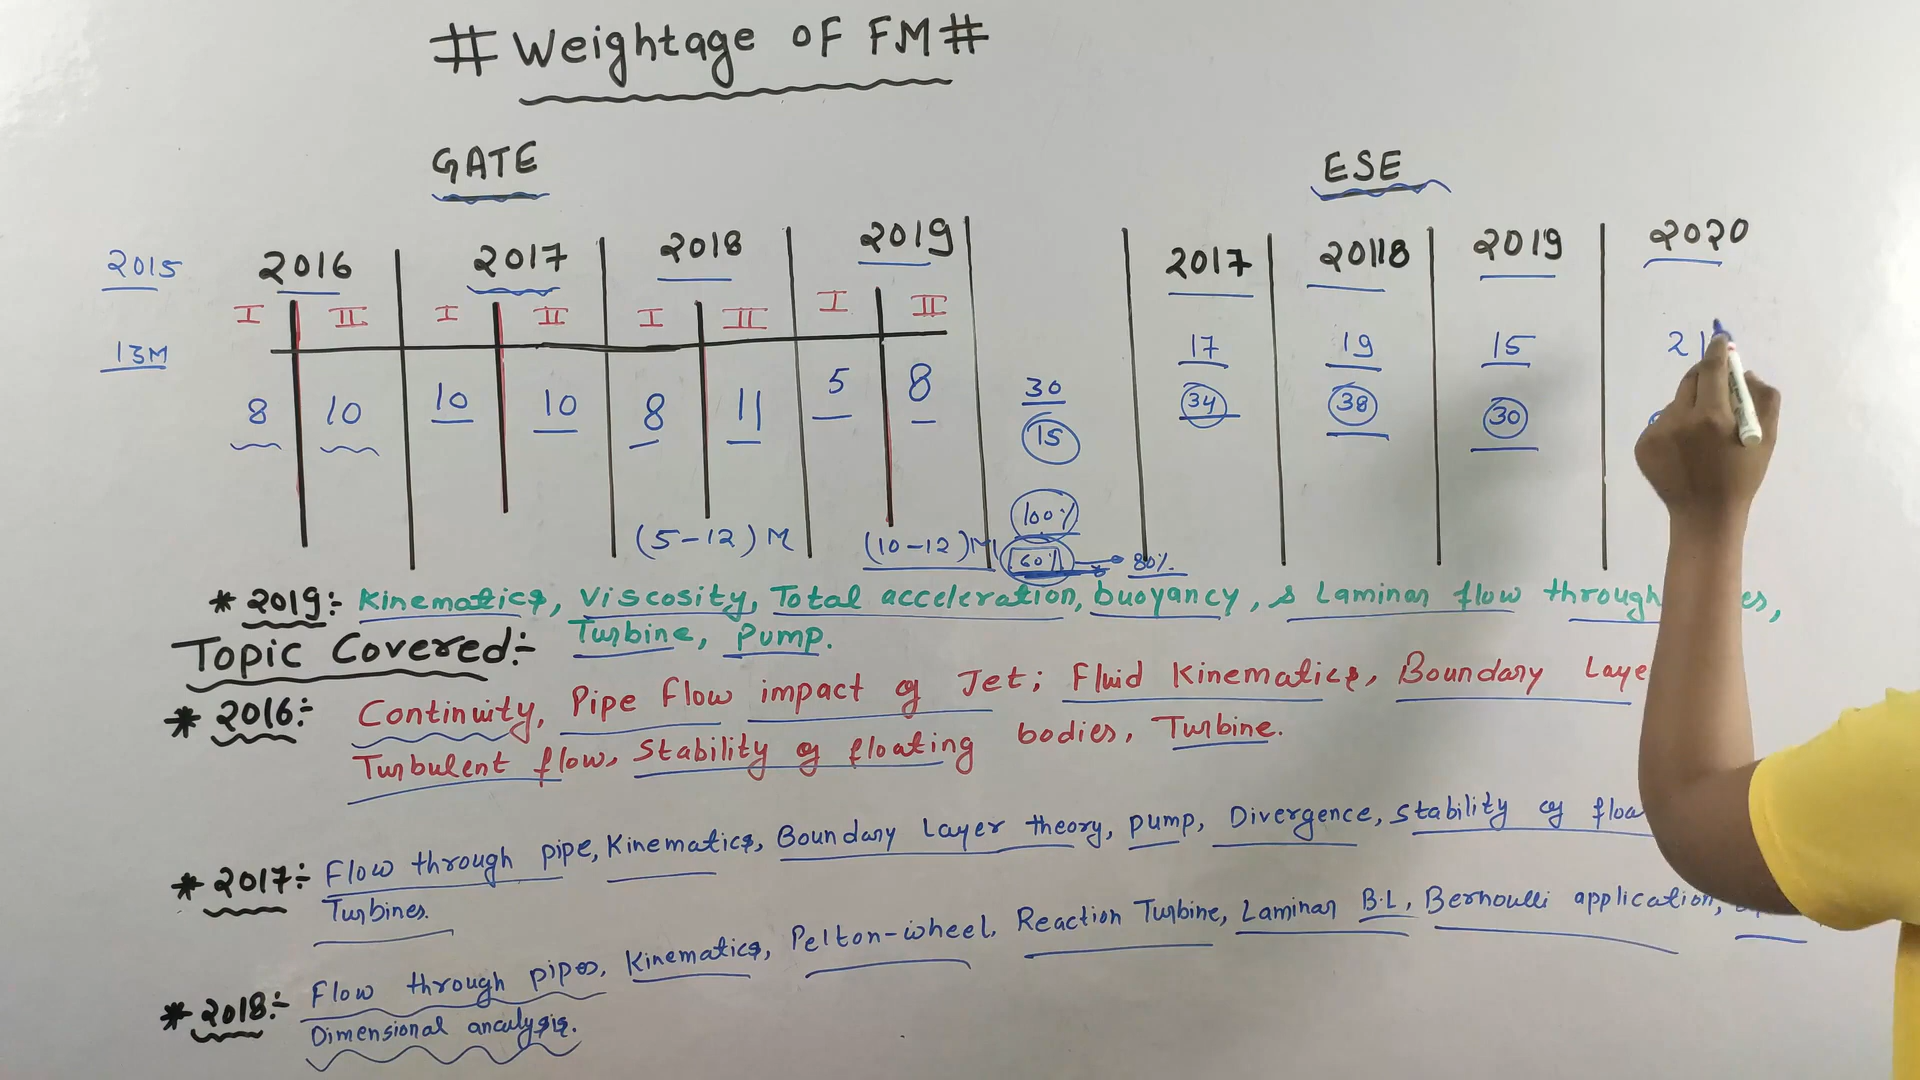 # Weightage OF FM #
GATE
ESE
2015 2016 2017 2018 2019 2017 20118 2019 2020
I II I II I II I II
13M 8 10 10 10 8 11 5 8
17 19 15
30 34 38 30
15
100%
(5-12) M (10-12) M 60% 80%
* 2019:- Kinematics, Viscosity, Total acceleration, buoyancy, & Laminar flow through
Turbine, Pump.
Topic Covered:-
* 2016:- Continuity, Pipe Flow impact of Jet; Fluid Kinematics, Boundary Laye
Turbulent flow, Stability of floating bodies, Turbine.
* 2017:- Flow through pipe, Kinematics, Boundary Layer theory, pump, Divergence, stability of floa
Turbines.
* 2018:- Flow through pipes, Kinematics, Pelton-wheel, Reaction Turbine, Laminar B.L, Bernoulli application,
Dimensional analysis.